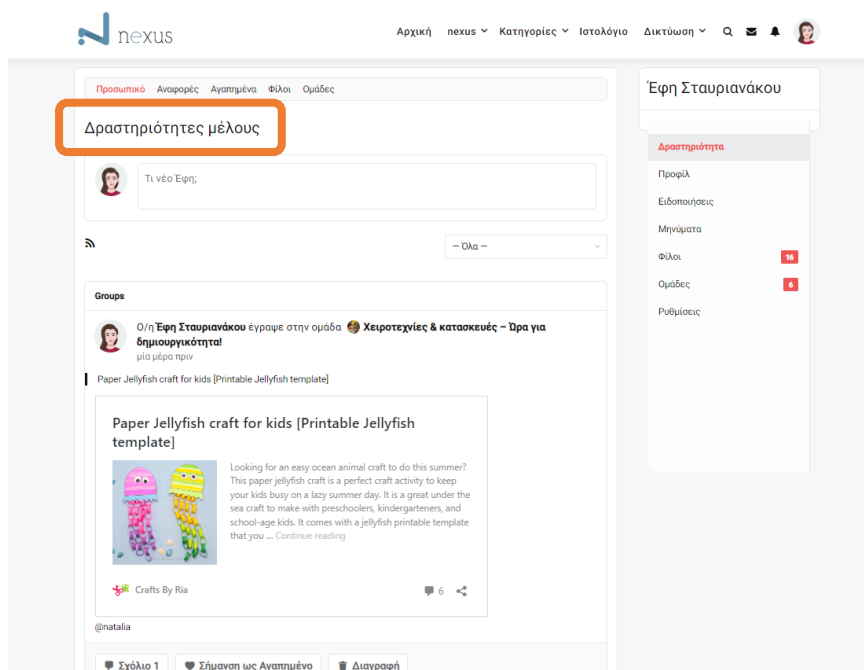 nexus
Αρχική nexus Κατηγορίες Ιστολόγιο Δικτύωση
Προσωπικό Αναφορές Αγαπημένα Φίλοι Ομάδες
Δραστηριότητες μέλους
Τι νέο Έφη;
— Όλα —
Groups
Ο/η Έφη Σταυριανάκου έγραψε στην ομάδα Χειροτεχνίες & κατασκευές – Ώρα για
δημιουργικότητα!
μία μέρα πριν
Paper Jellyfish craft for kids [Printable Jellyfish template]
Paper Jellyfish craft for kids [Printable Jellyfish
template]
Looking for an easy ocean animal craft to do this summer?
This paper jellyfish craft is a perfect craft activity to keep
your kids busy on a lazy summer day. It is a great under the
sea craft to make with preschoolers, kindergarteners, and
school-age kids. It comes with a jellyfish printable template
that you ... Continue reading
Crafts By Ria 6
@natalia
Σχόλιο 1 Σήμανση ως Αγαπημένο Διαγραφή
Έφη Σταυριανάκου
Δραστηριότητα
Προφίλ
Ειδοποιήσεις
Μηνύματα
Φίλοι 16
Ομάδες 6
Ρυθμίσεις